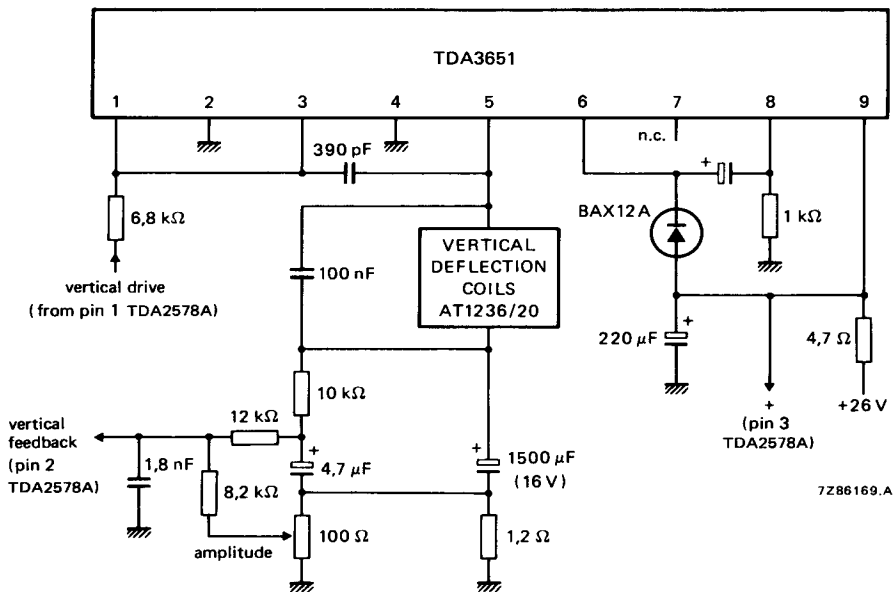 TDA3651
1 2 3 4 5 6 7 8 9
n.c.
390 pF
+
6,8 kΩ
BAX12A
1 kΩ
vertical drive
(from pin 1 TDA2578A)
100 nF
VERTICAL
DEFLECTION
COILS
AT1236/20
220 μF
+
4,7 Ω
10 kΩ
+
(pin 3
TDA2578A)
+26 V
12 kΩ
vertical
feedback
(pin 2
TDA2578A)
1,8 nF
+
4,7 μF
+
1500 μF
(16 V)
8,2 kΩ
7Z86169.A
amplitude
100 Ω
1,2 Ω